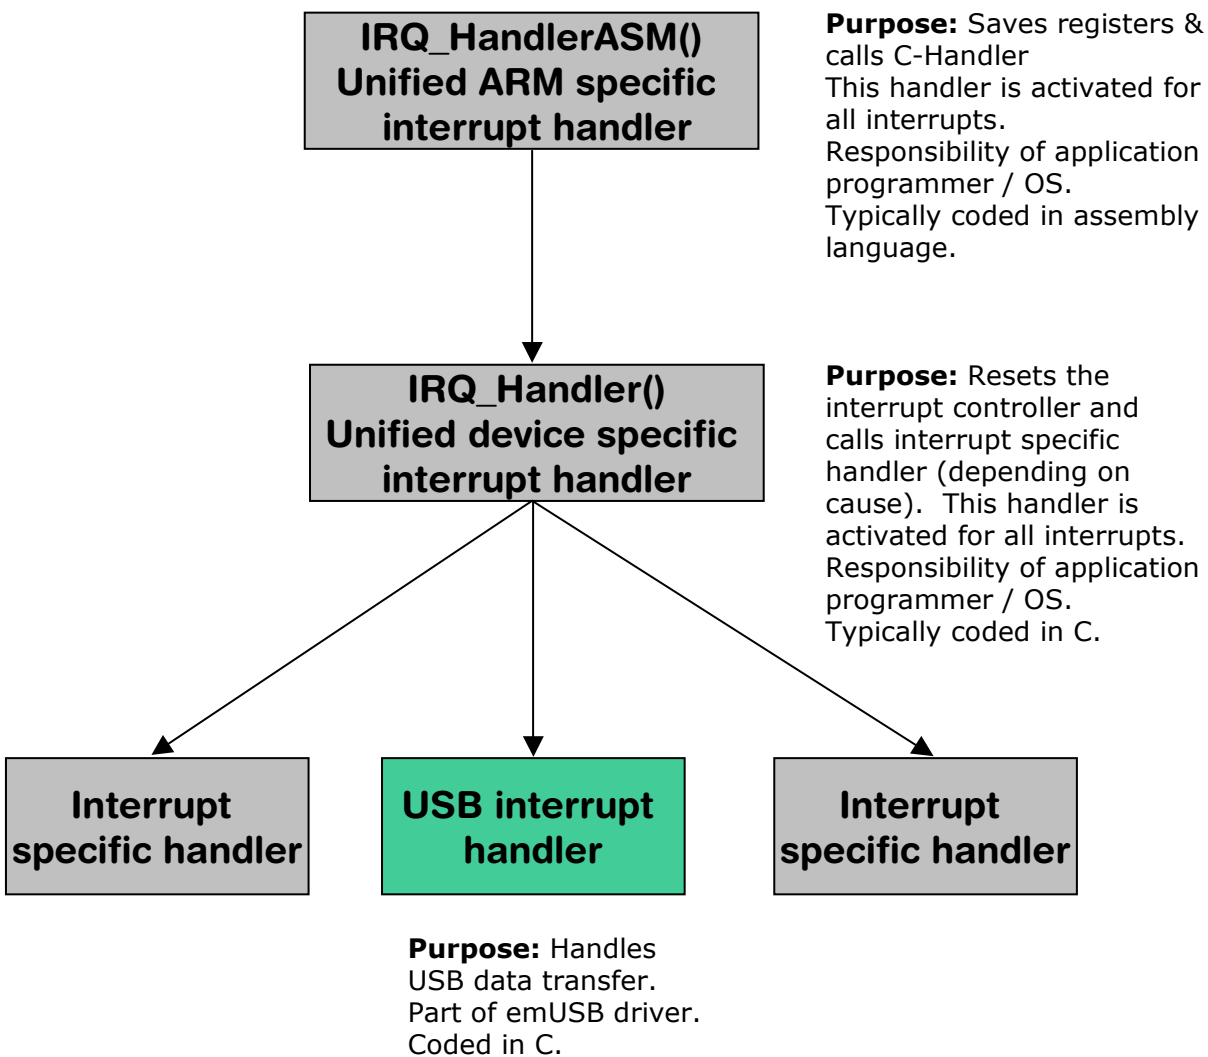 IRQ_HandlerASM()
Unified ARM specific
interrupt handler
Purpose: Saves registers &
calls C-Handler
This handler is activated for
all interrupts.
Responsibility of application
programmer / OS.
Typically coded in assembly
language.
IRQ_Handler()
Unified device specific
interrupt handler
Purpose: Resets the
interrupt controller and
calls interrupt specific
handler (depending on
cause).  This handler is
activated for all interrupts.
Responsibility of application
programmer / OS.
Typically coded in C.
Interrupt
specific handler
USB interrupt
handler
Interrupt
specific handler
Purpose: Handles
USB data transfer.
Part of emUSB driver.
Coded in C.